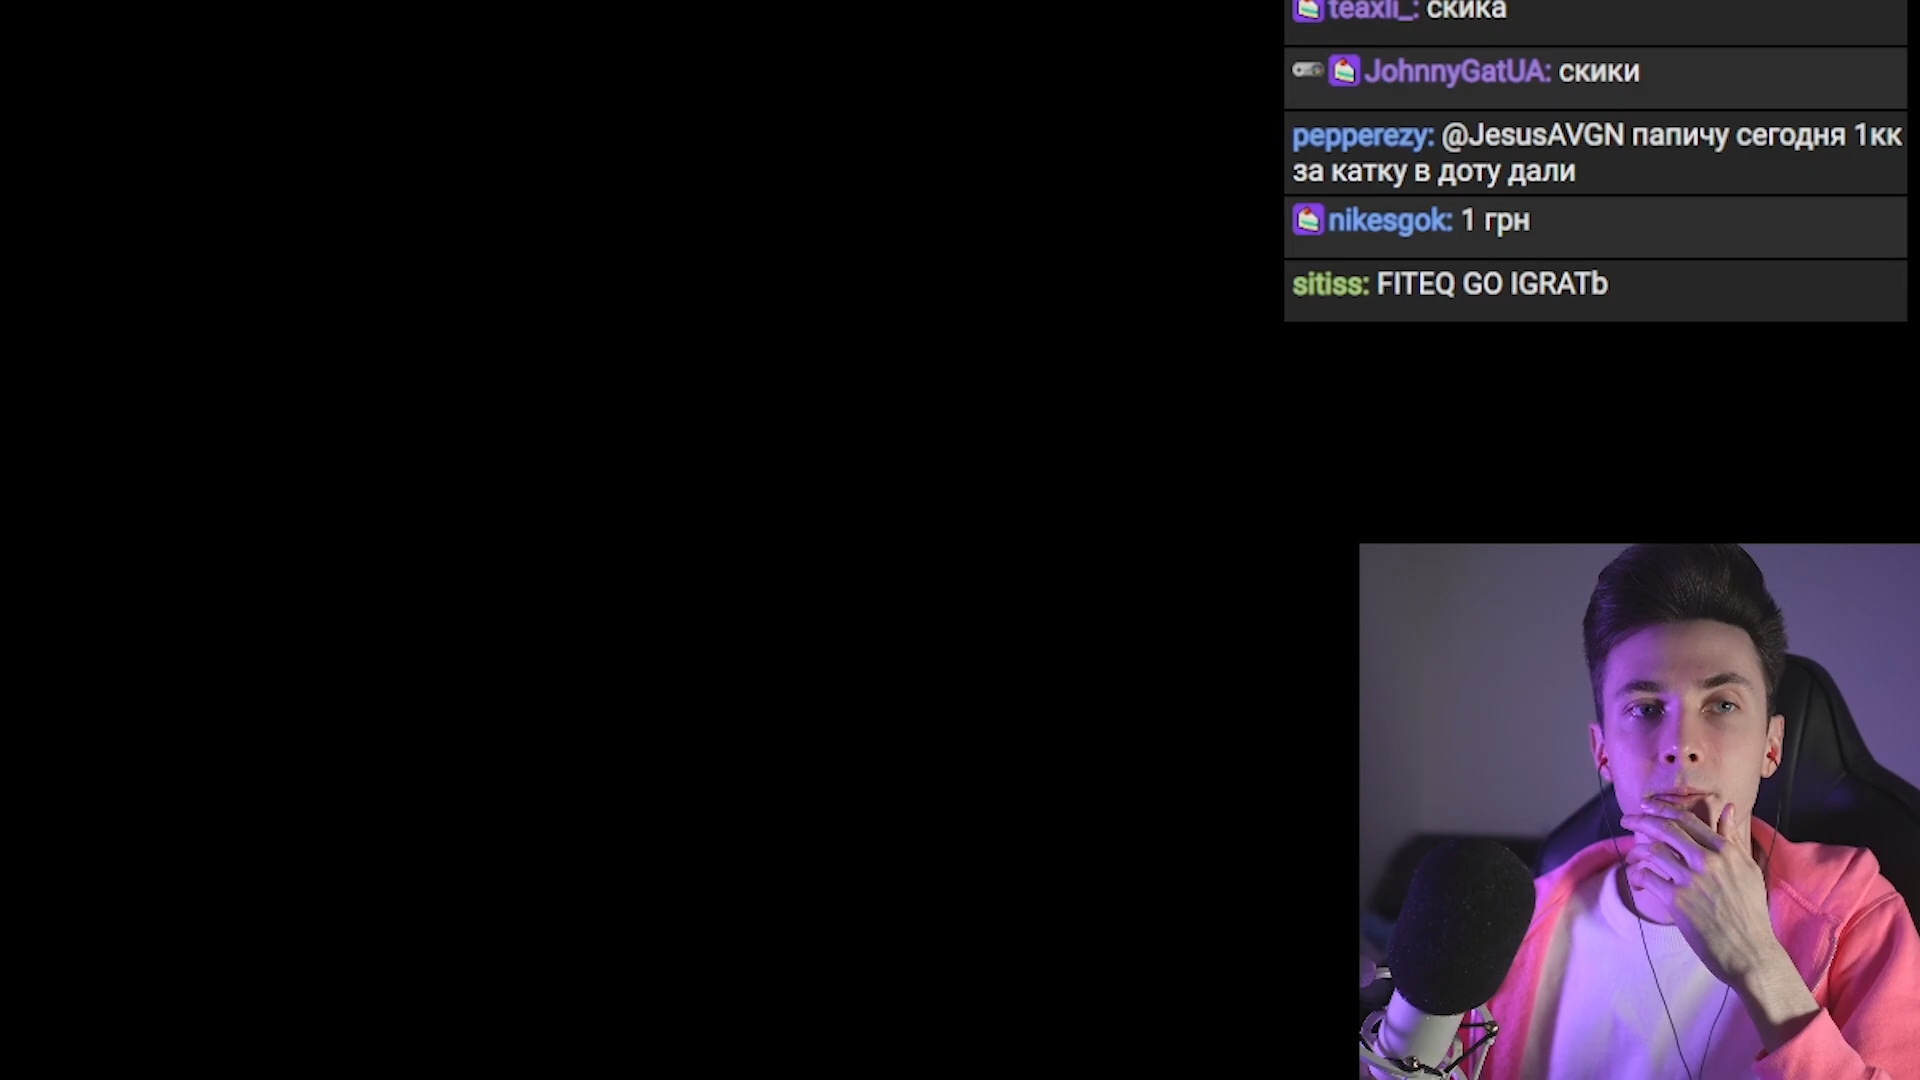 teaxli_: скика
JohnnyGatUA: скики
pepperezy: @JesusAVGN папичу сегодня 1кк
за катку в доту дали
nikesgok: 1 грн
sitiss: FITEQ GO IGRATb